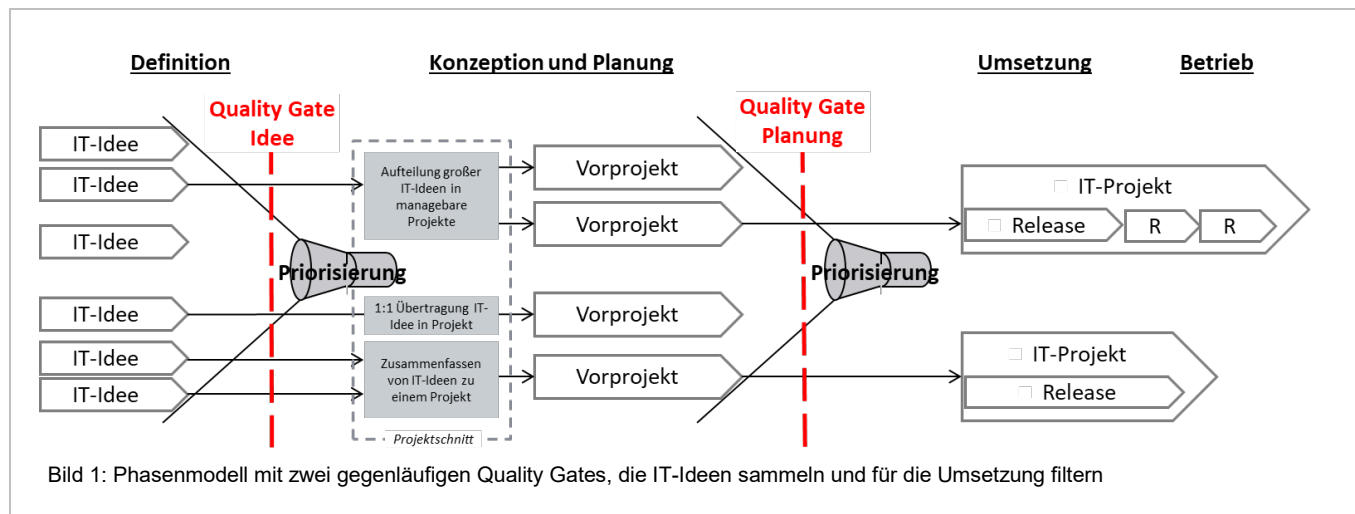 Definition
Konzeption und Planung
Umsetzung
Betrieb
Quality Gate
Idee
Quality Gate
Planung
IT-Idee
IT-Idee
IT-Idee
IT-Idee
IT-Idee
IT-Idee
Priorisierung
Aufteilung großer
IT-Ideen in
managebare
Projekte
1:1 Übertragung IT-
Idee in Projekt
Zusammenfassen
von IT-Ideen zu
einem Projekt
Projektschnitt
Vorprojekt
Vorprojekt
Vorprojekt
Vorprojekt
Priorisierung
IT-Projekt
Release
R
R
IT-Projekt
Release
Bild 1: Phasenmodell mit zwei gegenläufigen Quality Gates, die IT-Ideen sammeln und für die Umsetzung filtern